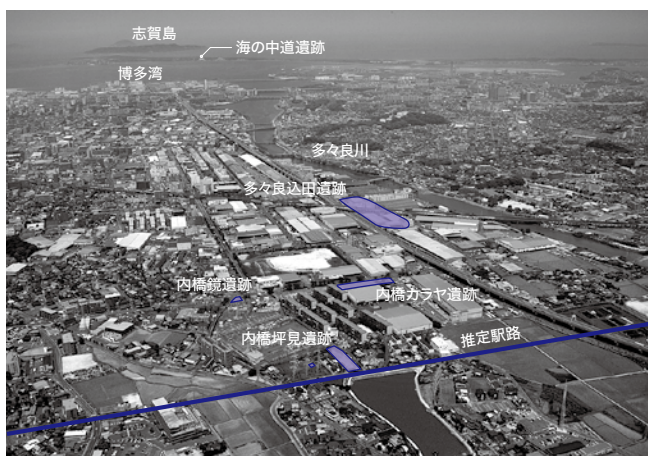 志賀島
海の中道遺跡
博多湾
多々良川
多々良込田遺跡
内橋鏡遺跡
内橋カラヤ遺跡
推定駅路
内橋坪見遺跡